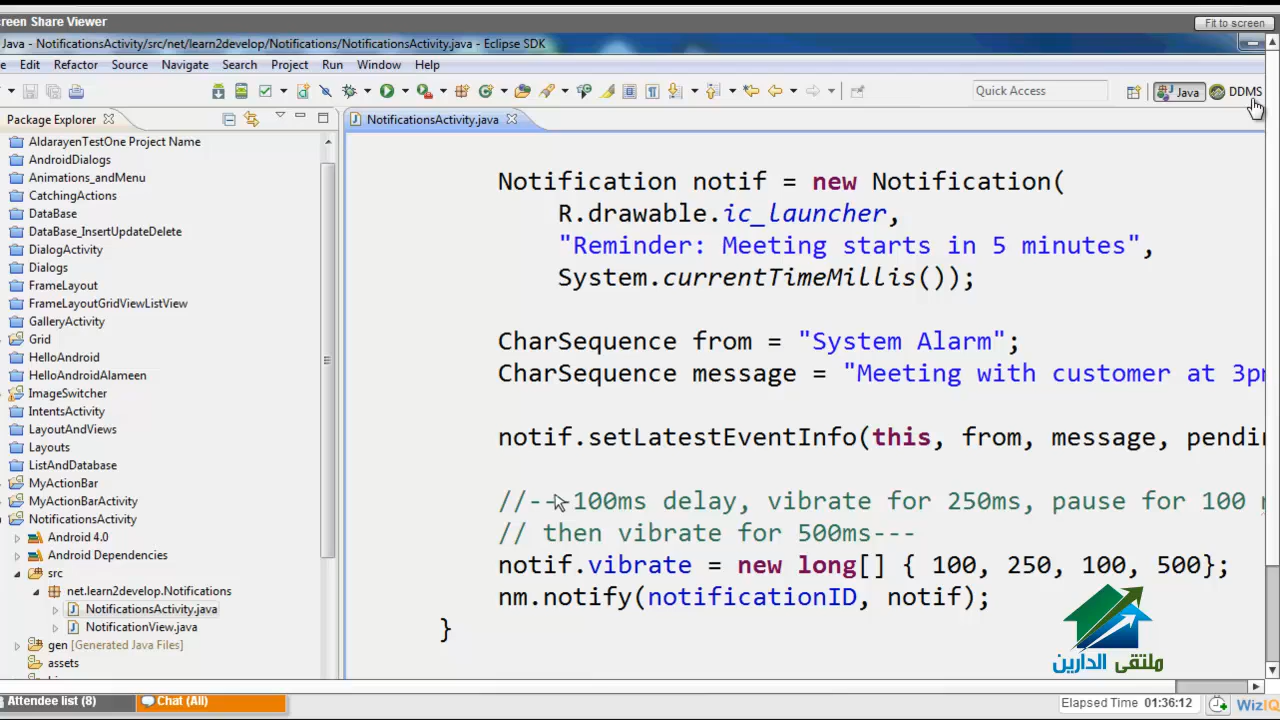 reen Share Viewer
Fit to screen
Java - NotificationsActivity/src/net/learn2develop/Notifications/NotificationsActivity.java - Eclipse SDK
e Edit Refactor Source Navigate Search Project Run Window Help
Quick Access
Java
DDMS
Package Explorer
AldarayenTestOne Project Name
AndroidDialogs
Animations_andMenu
CatchingActions
DataBase
DataBase_InsertUpdateDelete
DialogActivity
Dialogs
FrameLayout
FrameLayoutGridViewListView
GalleryActivity
Grid
HelloAndroid
HelloAndroidAlameen
ImageSwitcher
IntentsActivity
LayoutAndViews
Layouts
ListAndDatabase
MyActionBar
MyActionBarActivity
NotificationsActivity
Android 4.0
Android Dependencies
src
net.learn2develop.Notifications
NotificationsActivity.java
NotificationView.java
gen [Generated Java Files]
assets
NotificationsActivity.java
Notification notif = new Notification(
R.drawable.ic_launcher,
"Reminder: Meeting starts in 5 minutes",
System.currentTimeMillis());
CharSequence from = "System Alarm";
CharSequence message = "Meeting with customer at 3pm
notif.setLatestEventInfo(this, from, message, pendin
//---100ms delay, vibrate for 250ms, pause for 100
// then vibrate for 500ms---
notif.vibrate = new long[] { 100, 250, 100, 500};
nm.notify(notificationID, notif);
}
ملتقى الدارين
Attendee list (8)
Chat (All)
Elapsed Time 01:36:12
WizIQ